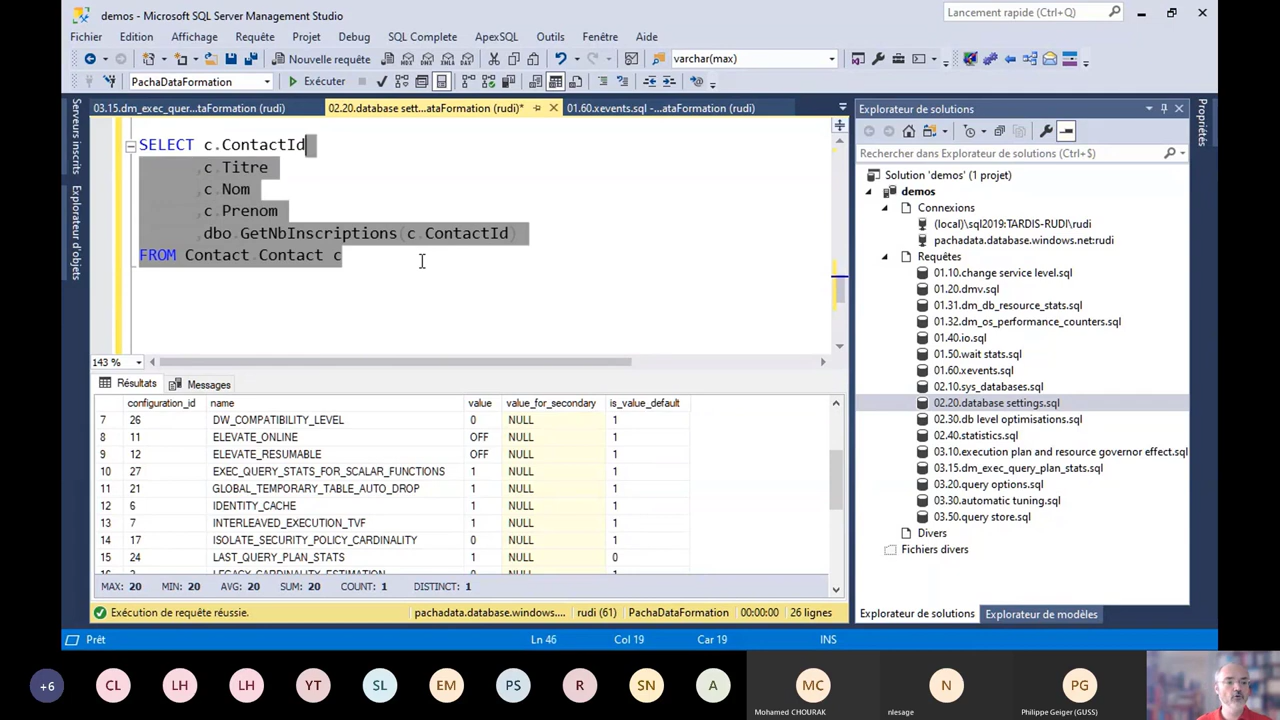 demos - Microsoft SQL Server Management Studio
Lancement rapide (Ctrl+Q)
Fichier Edition Affichage Requête Projet Debug SQL Complete ApexSQL Outils Fenêtre Aide
Nouvelle requête varchar(max)
PachaDataFormation Exécuter
Serveurs inscrits
Explorateur d'objets
03.15.dm_exec_quer...taFormation (rudi) 02.20.database sett...ataFormation (rudi)* 01.60.xevents.sql -...ataFormation (rudi)
SELECT c.ContactId
,c.Titre
,c.Nom
,c.Prenom
,dbo.GetNbInscriptions(c.ContactId)
FROM Contact.Contact c
143 %
Résultats Messages
configuration_id name value value_for_secondary is_value_default
7 26 DW_COMPATIBILITY_LEVEL 0 NULL 1
8 11 ELEVATE_ONLINE OFF NULL 1
9 12 ELEVATE_RESUMABLE OFF NULL 1
10 27 EXEC_QUERY_STATS_FOR_SCALAR_FUNCTIONS 1 NULL 1
11 21 GLOBAL_TEMPORARY_TABLE_AUTO_DROP 1 NULL 1
12 6 IDENTITY_CACHE 1 NULL 1
13 7 INTERLEAVED_EXECUTION_TVF 1 NULL 1
14 17 ISOLATE_SECURITY_POLICY_CARDINALITY 0 NULL 1
15 24 LAST_QUERY_PLAN_STATS 1 NULL 0
MAX: 20 MIN: 20 AVG: 20 SUM: 20 COUNT: 1 DISTINCT: 1
Exécution de requête réussie. pachadata.database.windows.... rudi (61) PachaDataFormation 00:00:00 26 lignes
Explorateur de solutions
Rechercher dans Explorateur de solutions (Ctrl+$)
Solution 'demos' (1 projet)
demos
Connexions
(local)\sql2019:TARDIS-RUDI\rudi
pachadata.database.windows.net:rudi
Requêtes
01.10.change service level.sql
01.20.dmv.sql
01.31.dm_db_resource_stats.sql
01.32.dm_os_performance_counters.sql
01.40.io.sql
01.50.wait stats.sql
01.60.xevents.sql
02.10.sys_databases.sql
02.20.database settings.sql
02.30.db level optimisations.sql
02.40.statistics.sql
03.10.execution plan and resource governor effect.sql
03.15.dm_exec_query_plan_stats.sql
03.20.query options.sql
03.30.automatic tuning.sql
03.50.query store.sql
Divers
Fichiers divers
Explorateur de solutions Explorateur de modèles
Propriétés
Prêt Ln 46 Col 19 Car 19 INS
+6 CL LH LH YT SL EM PS R SN A MC N PG
Mohamed CHOURAK nlesage Philippe Geiger (GUSS)